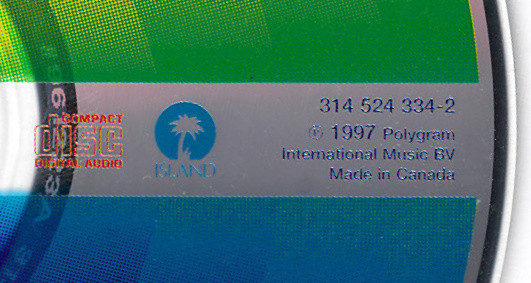 COMPACT
disc
DIGITAL AUDIO
ISLAND
314 524 334-2
℗ 1997 Polygram
International Music BV
Made in Canada